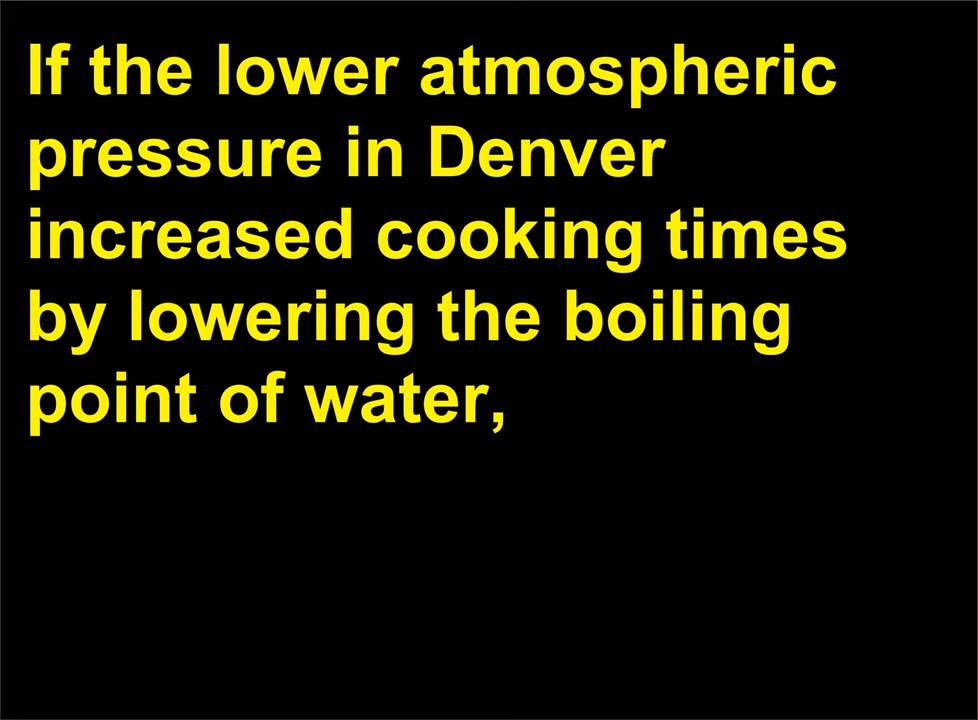 If the lower atmospheric
pressure in Denver
increased cooking times
by lowering the boiling
point of water,